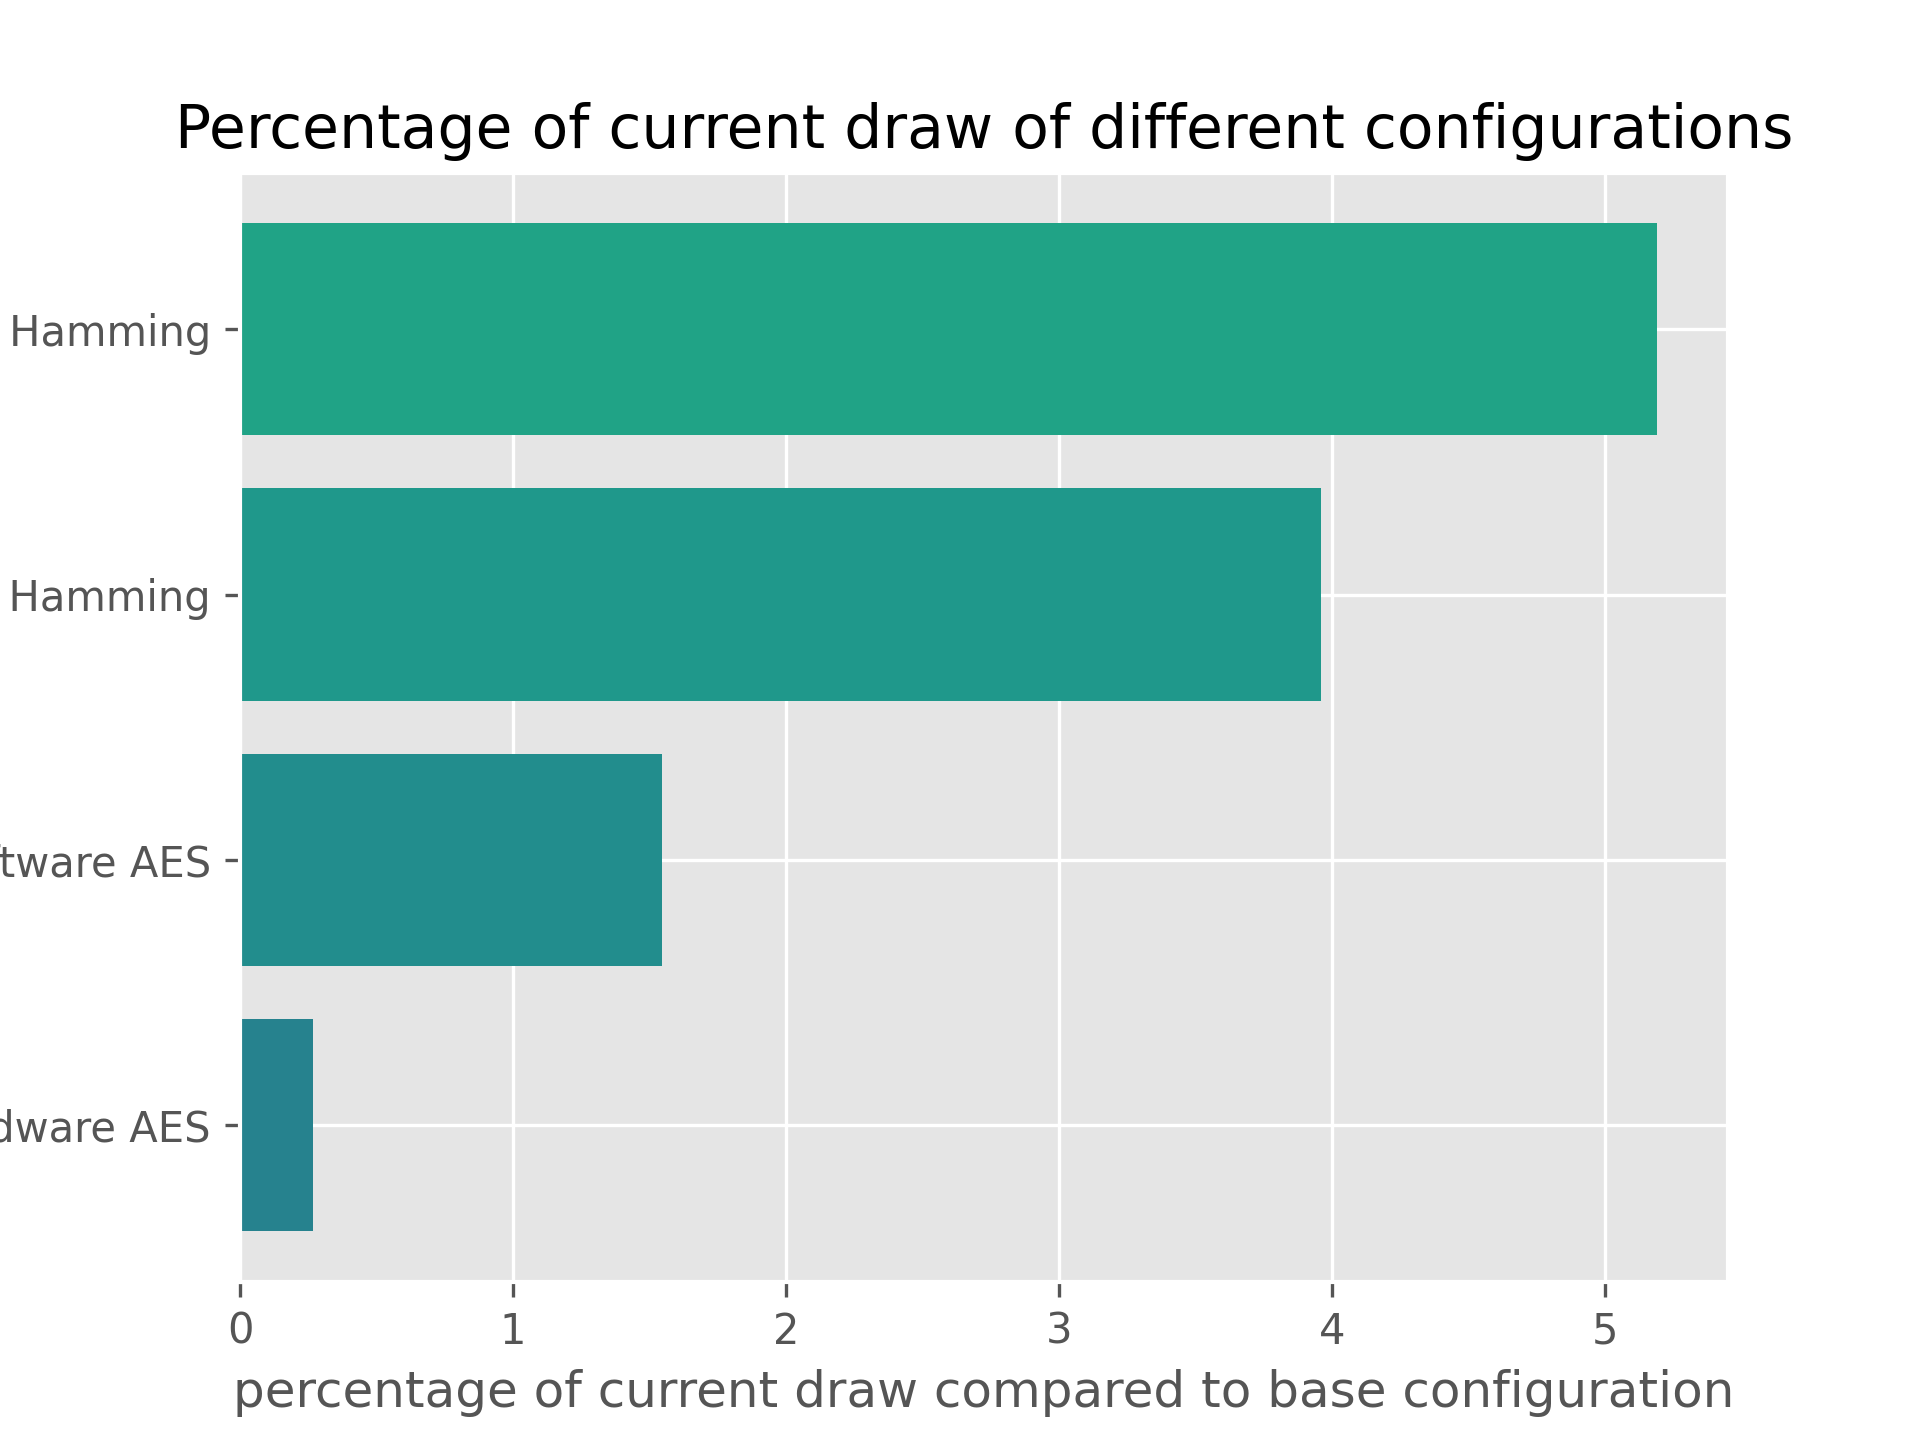 Percentage of current draw of different configurations
Hamming
Hamming
tware AES
dware AES
0 1 2 3 4 5
percentage of current draw compared to base configuration